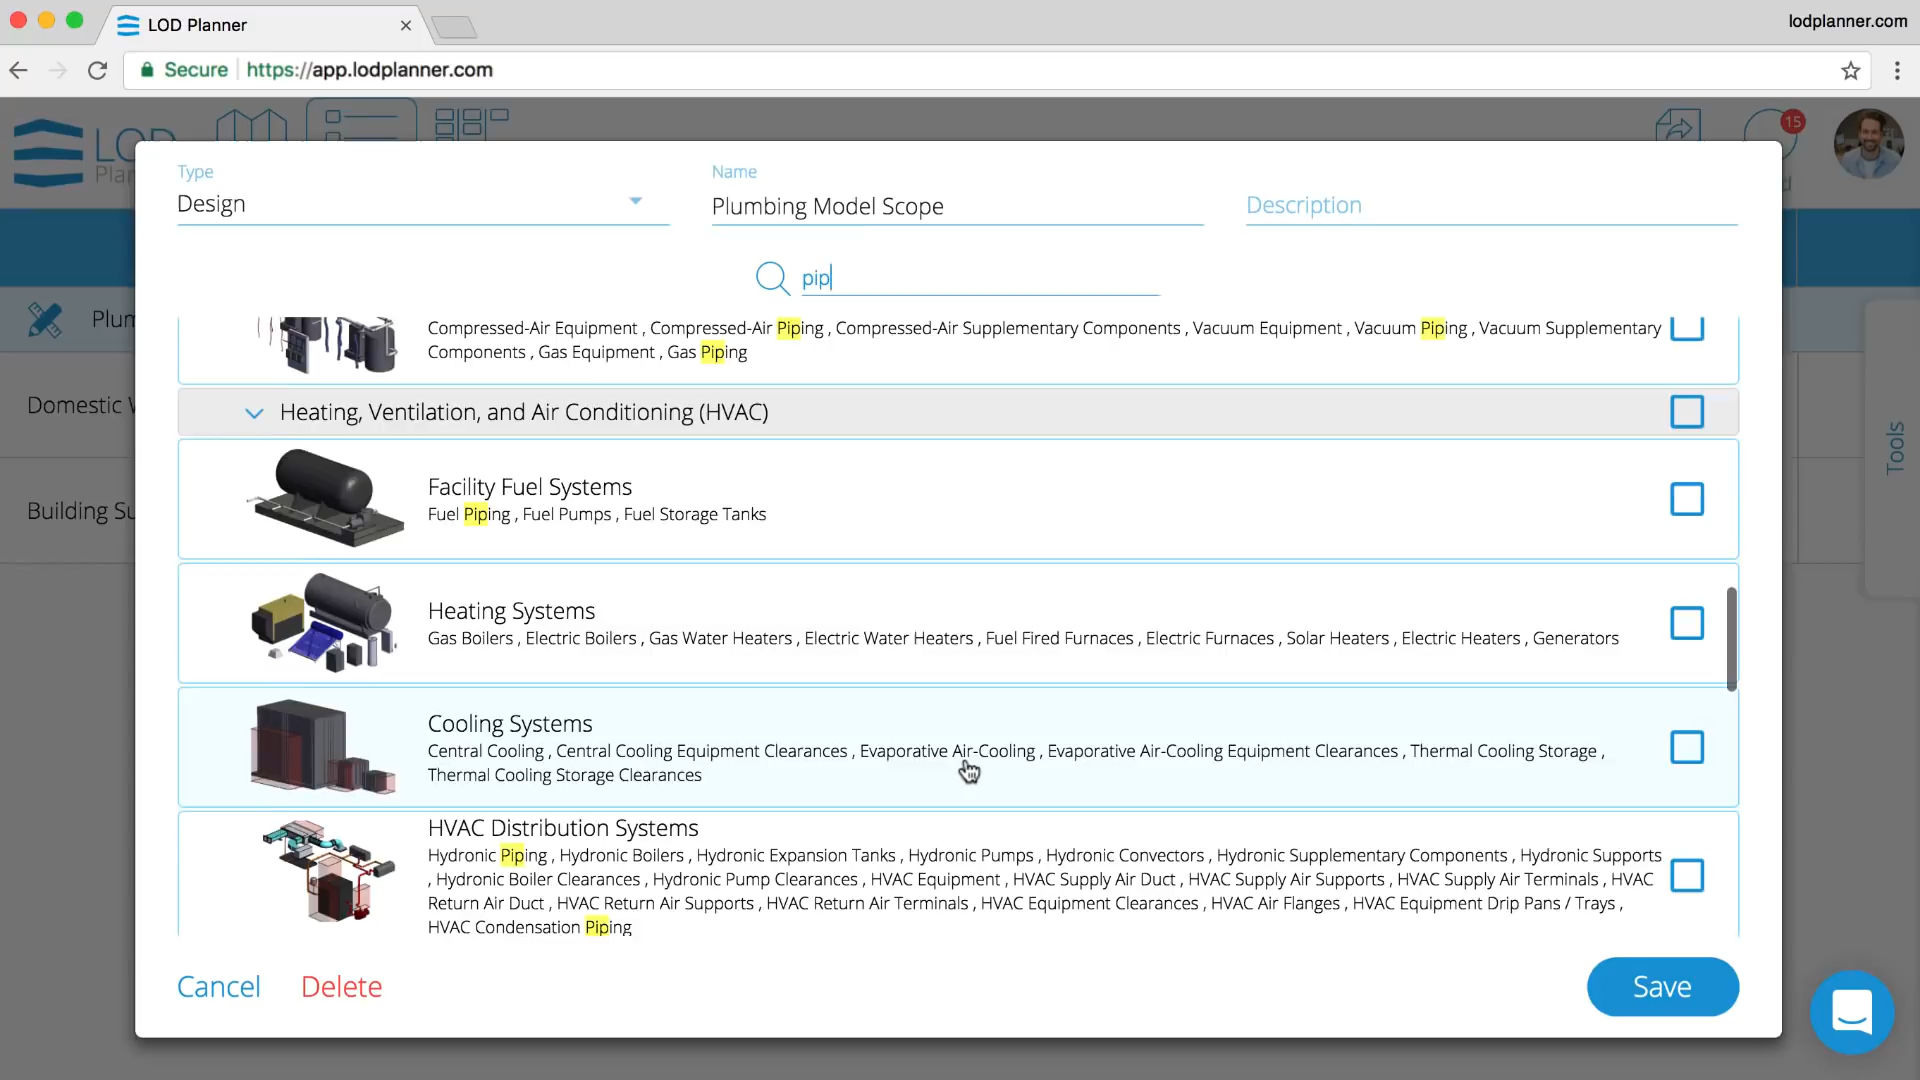 LOD Planner
lodplanner.com
Secure
https://app.lodplanner.com
LOD
15
Type
Design
Name
Plumbing Model Scope
Description
pip
Compressed-Air Equipment , Compressed-Air Piping , Compressed-Air Supplementary Components , Vacuum Equipment , Vacuum Piping , Vacuum Supplementary
Components , Gas Equipment , Gas Piping
Heating, Ventilation, and Air Conditioning (HVAC)
Facility Fuel Systems
Fuel Piping , Fuel Pumps , Fuel Storage Tanks
Heating Systems
Gas Boilers , Electric Boilers , Gas Water Heaters , Electric Water Heaters , Fuel Fired Furnaces , Electric Furnaces , Solar Heaters , Electric Heaters , Generators
Cooling Systems
Central Cooling , Central Cooling Equipment Clearances , Evaporative Air-Cooling , Evaporative Air-Cooling Equipment Clearances , Thermal Cooling Storage ,
Thermal Cooling Storage Clearances
HVAC Distribution Systems
Hydronic Piping , Hydronic Boilers , Hydronic Expansion Tanks , Hydronic Pumps , Hydronic Convectors , Hydronic Supplementary Components , Hydronic Supports
, Hydronic Boiler Clearances , Hydronic Pump Clearances , HVAC Equipment , HVAC Supply Air Duct , HVAC Supply Air Supports , HVAC Supply Air Terminals , HVAC
Return Air Duct , HVAC Return Air Supports , HVAC Return Air Terminals , HVAC Equipment Clearances , HVAC Air Flanges , HVAC Equipment Drip Pans / Trays ,
HVAC Condensation Piping
Domestic
Building
Tools
Cancel
Delete
Save